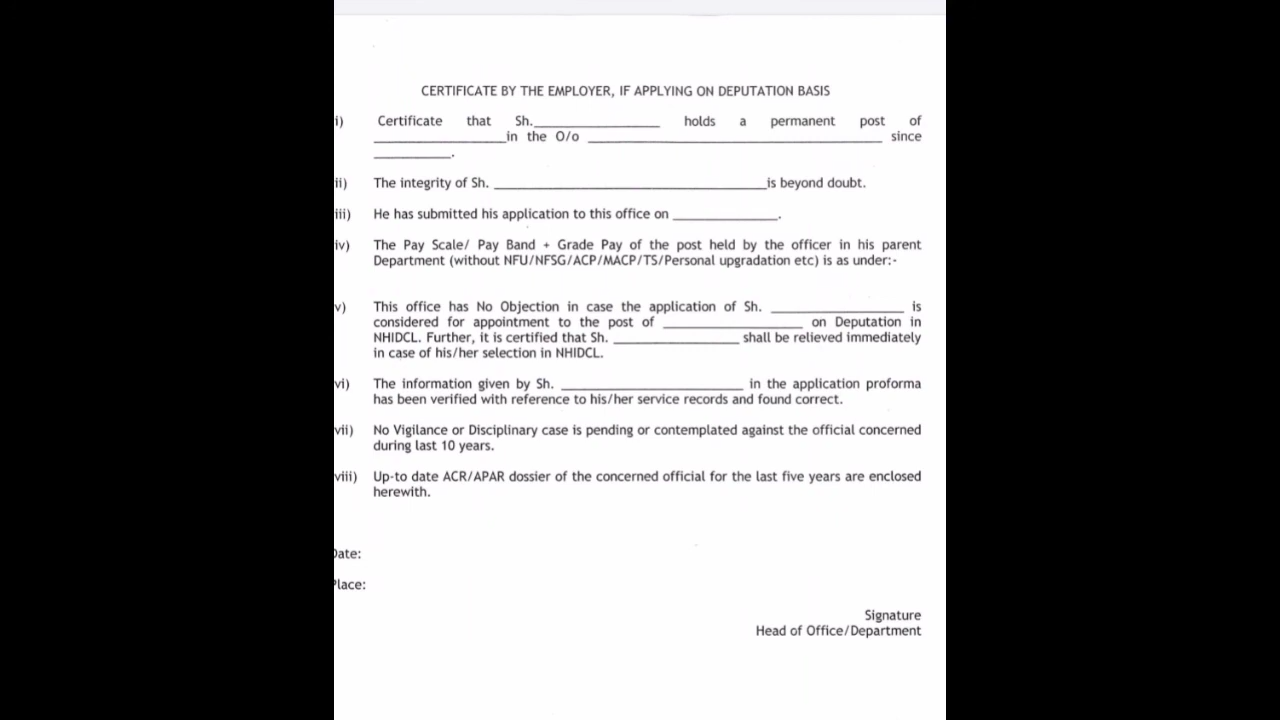 CERTIFICATE BY THE EMPLOYER, IF APPLYING ON DEPUTATION BASIS
i) Certificate that Sh.__________________ holds a permanent post of
___________________in the O/o __________________________________________ since
___________.
ii) The integrity of Sh. _______________________________________is beyond doubt.
iii) He has submitted his application to this office on _______________.
iv) The Pay Scale/ Pay Band + Grade Pay of the post held by the officer in his parent
Department (without NFU/NFSG/ACP/MACP/TS/Personal upgradation etc) is as under:-
v) This office has No Objection in case the application of Sh. ___________________ is
considered for appointment to the post of ____________________ on Deputation in
NHIDCL. Further, it is certified that Sh. __________________ shall be relieved immediately
in case of his/her selection in NHIDCL.
vi) The information given by Sh. __________________________ in the application proforma
has been verified with reference to his/her service records and found correct.
vii) No Vigilance or Disciplinary case is pending or contemplated against the official concerned
during last 10 years.
viii) Up-to date ACR/APAR dossier of the concerned official for the last five years are enclosed
herewith.
Date:
Place:
Signature
Head of Office/Department